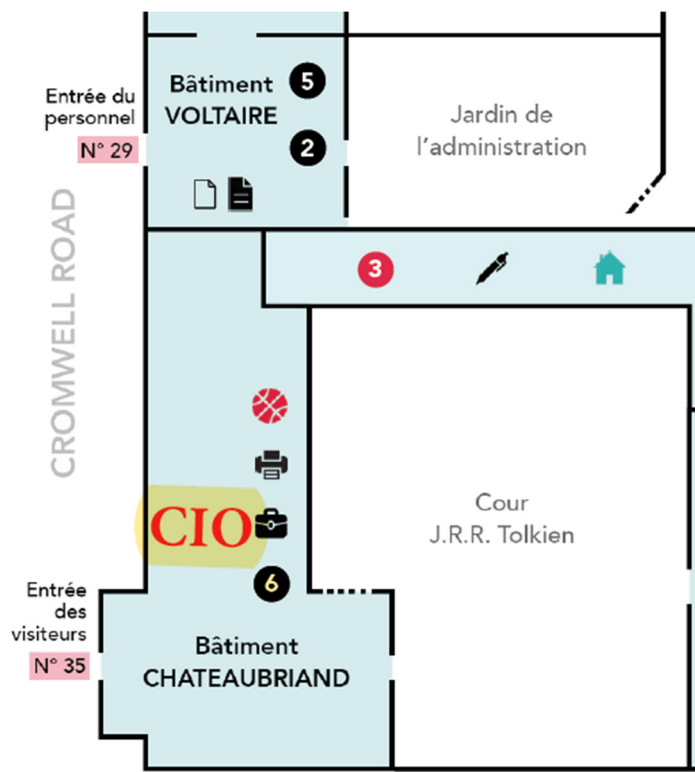 Bâtiment
VOLTAIRE
5
2
Entrée du
personnel
N° 29
Jardin de
l'administration
CROMWELL ROAD
3
CIO
6
Cour
J.R.R. Tolkien
Entrée
des
visiteurs
N° 35
Bâtiment
CHATEAUBRIAND